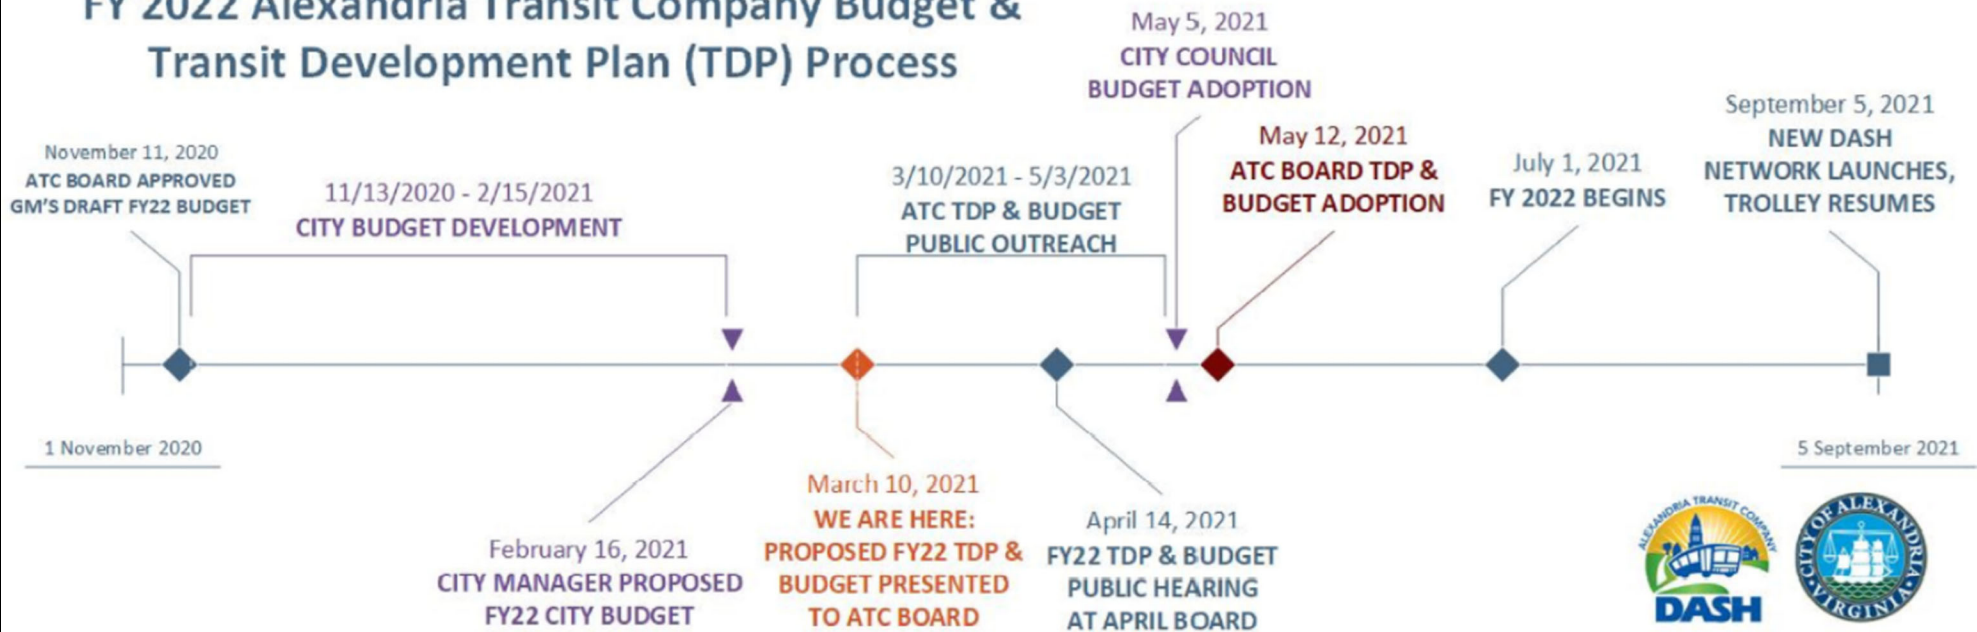 FY 2022 Alexandria Transit Company Budget &
Transit Development Plan (TDP) Process
November 11, 2020
ATC BOARD APPROVED
GM'S DRAFT FY22 BUDGET
11/13/2020 - 2/15/2021
CITY BUDGET DEVELOPMENT
3/10/2021 - 5/3/2021
ATC TDP & BUDGET
PUBLIC OUTREACH
May 5, 2021
CITY COUNCIL
BUDGET ADOPTION
May 12, 2021
ATC BOARD TDP &
BUDGET ADOPTION
July 1, 2021
FY 2022 BEGINS
September 5, 2021
NEW DASH
NETWORK LAUNCHES,
TROLLEY RESUMES
1 November 2020
5 September 2021
February 16, 2021
CITY MANAGER PROPOSED
FY22 CITY BUDGET
March 10, 2021
WE ARE HERE:
PROPOSED FY22 TDP &
BUDGET PRESENTED
TO ATC BOARD
April 14, 2021
FY22 TDP & BUDGET
PUBLIC HEARING
AT APRIL BOARD
ALEXANDRIA TRANSIT COMPANY
DASH
CITY OF ALEXANDRIA
VIRGINIA